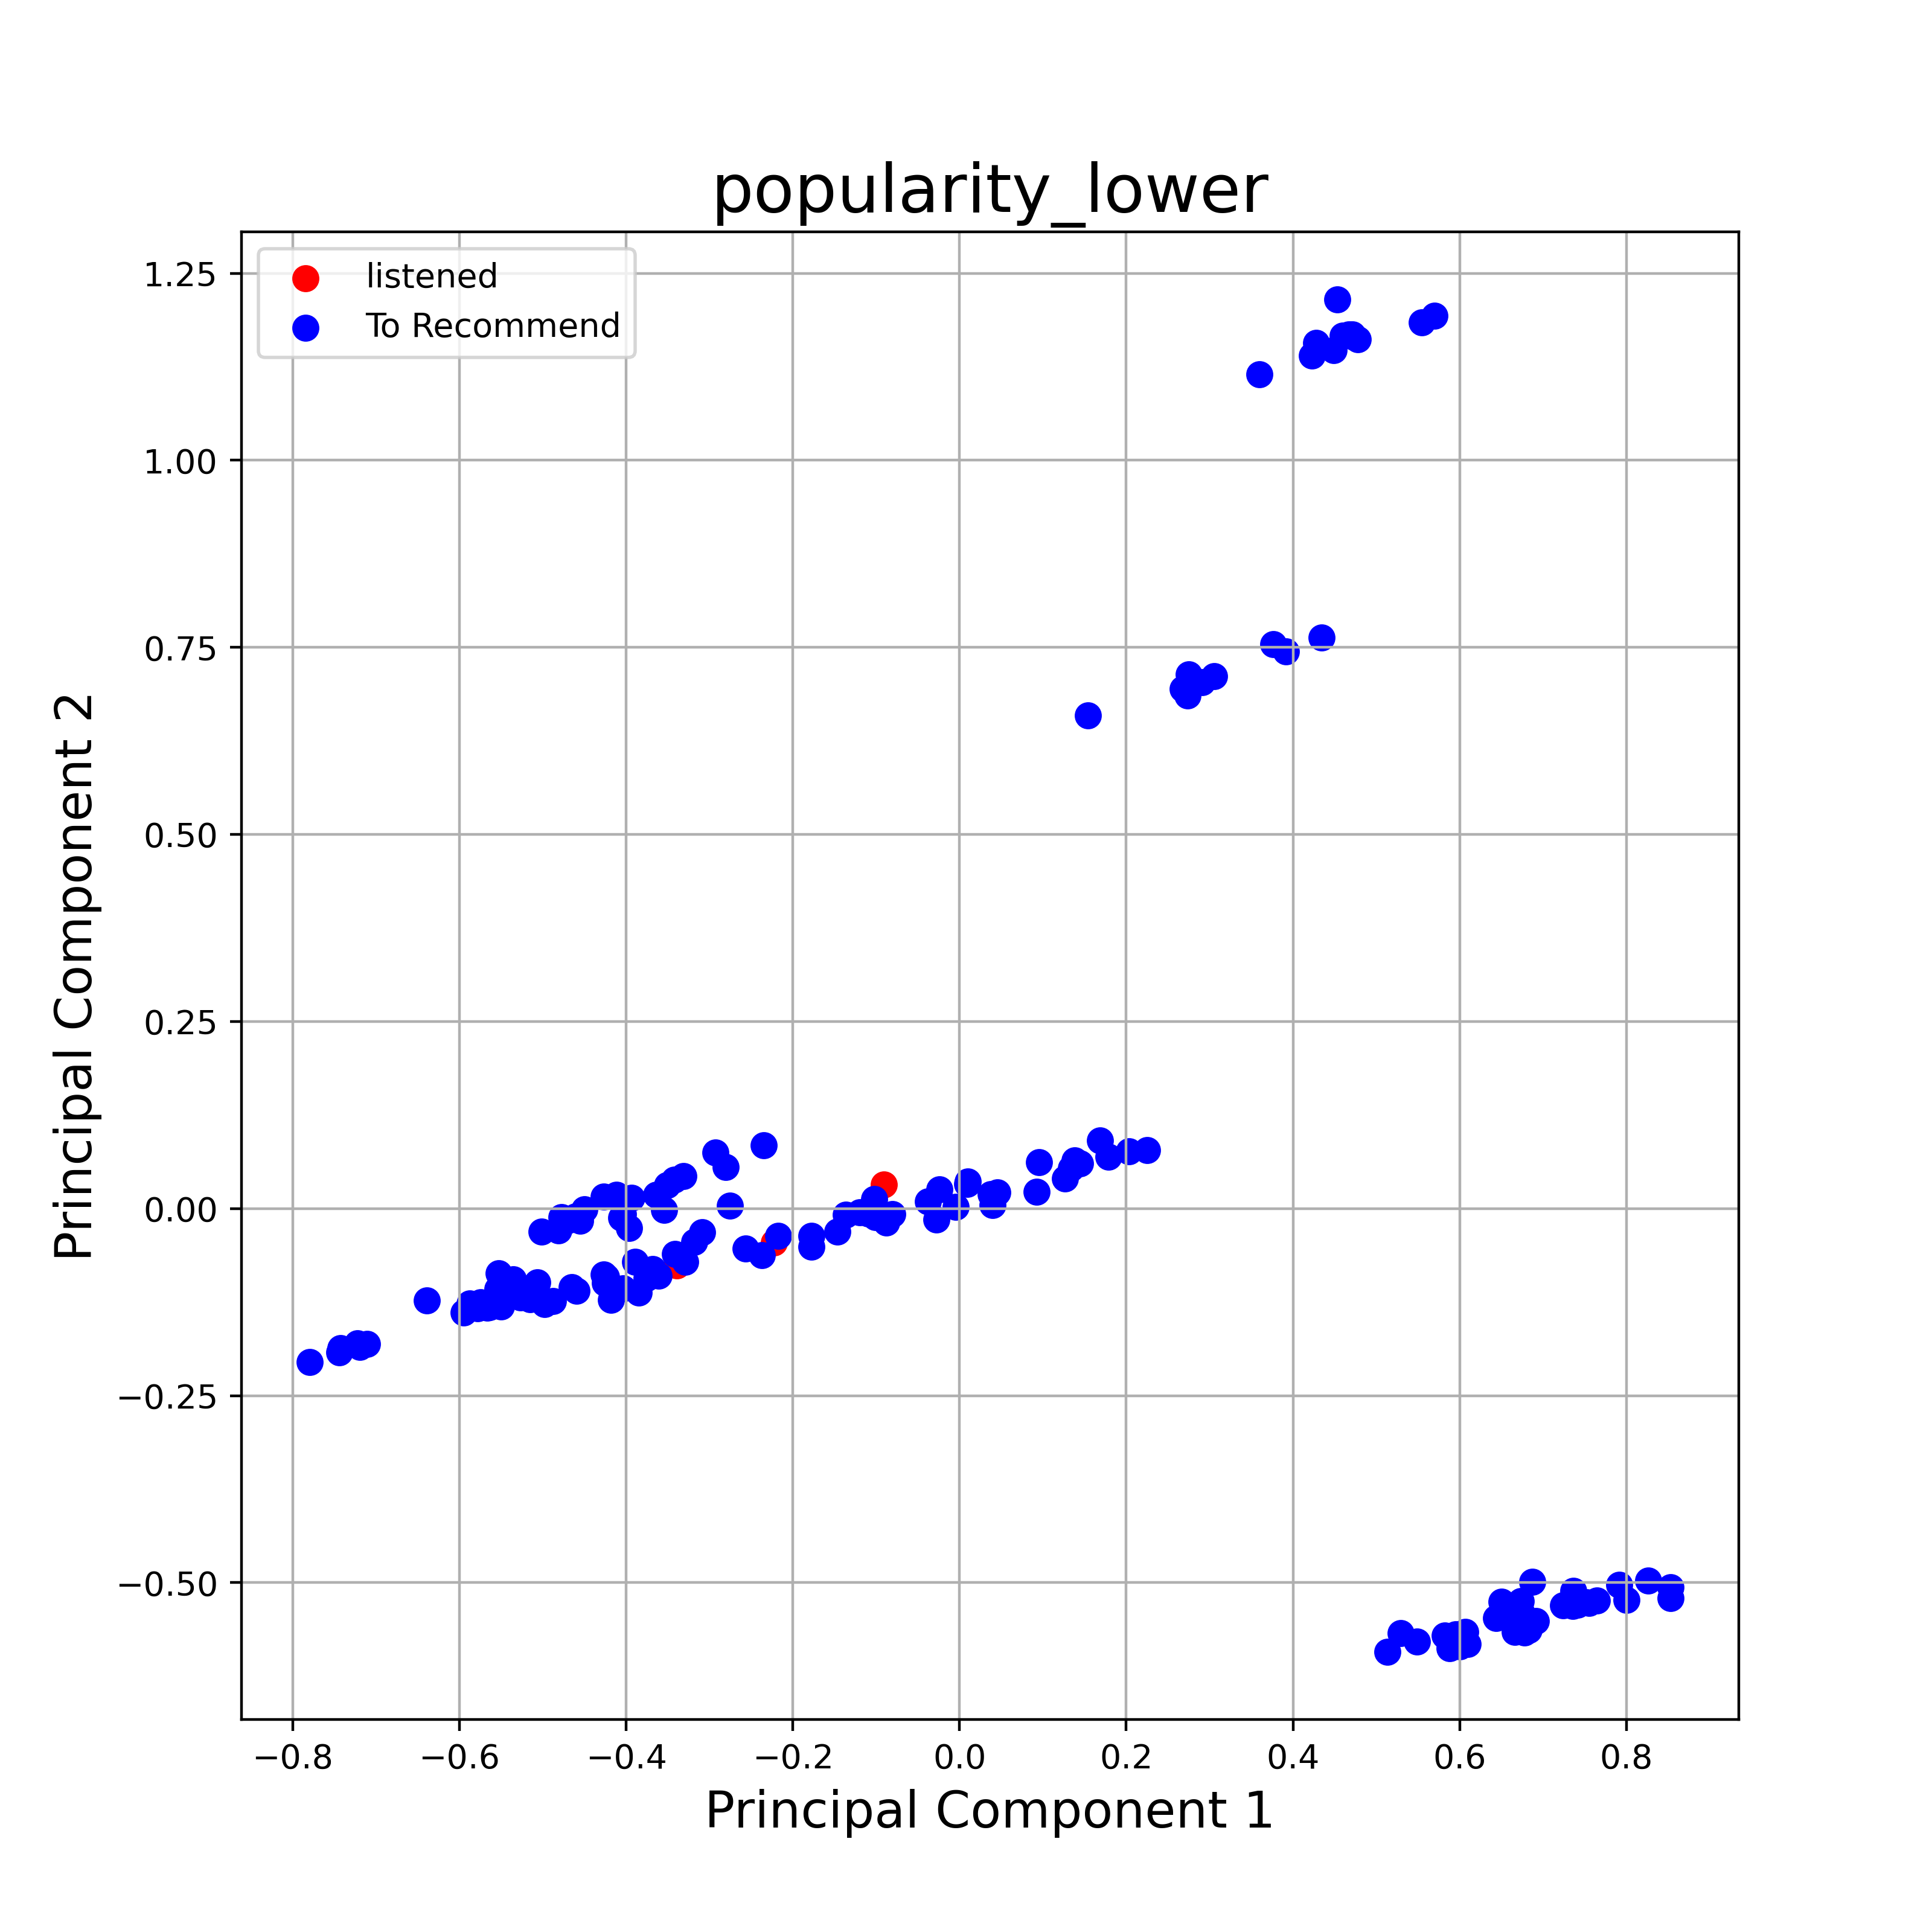 popularity_lower
listened
To Recommend
1.25
1.00
0.75
0.50
0.25
0.00
−0.25
−0.50
Principal Component 2
−0.8 −0.6 −0.4 −0.2 0.0 0.2 0.4 0.6 0.8
Principal Component 1